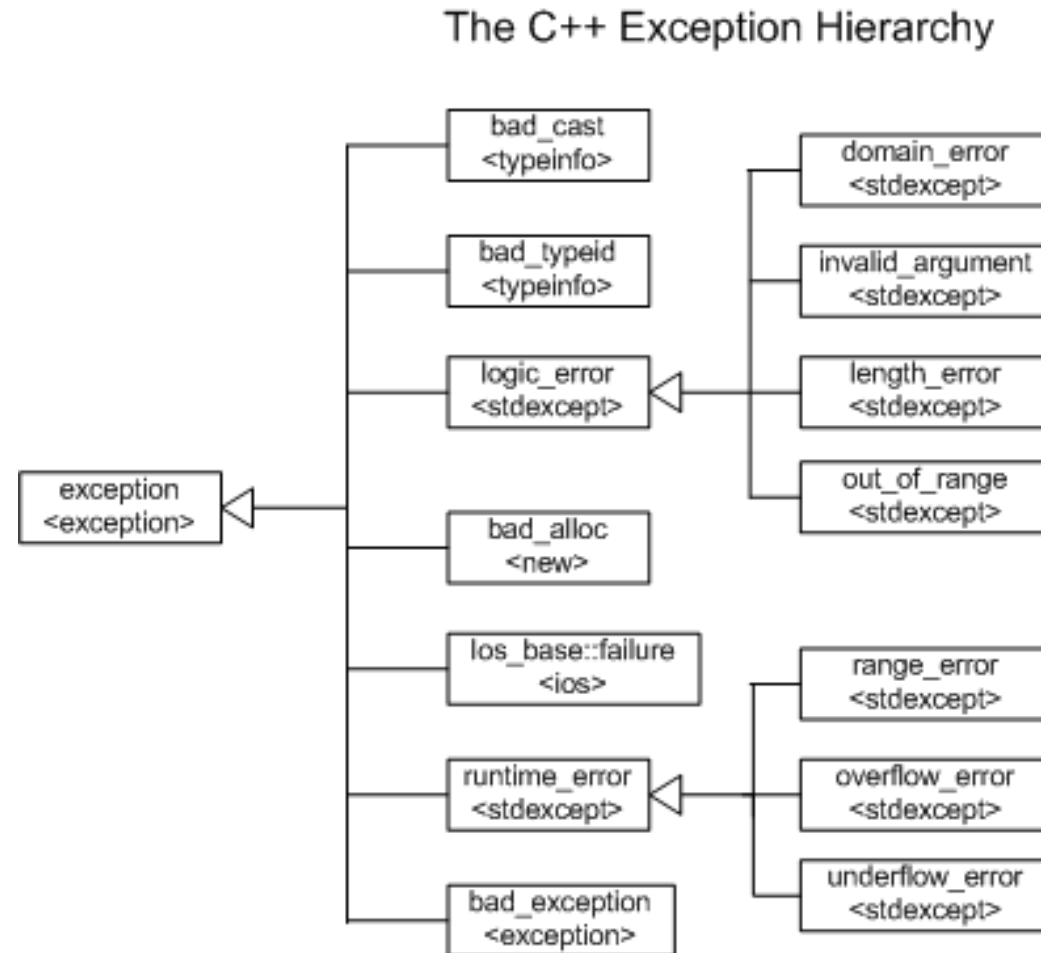 The C++ Exception Hierarchy
bad_cast
<typeinfo>
domain_error
<stdexcept>
bad_typeid
<typeinfo>
invalid_argument
<stdexcept>
logic_error
<stdexcept>
length_error
<stdexcept>
exception
<exception>
out_of_range
<stdexcept>
bad_alloc
<new>
Ios_base::failure
<ios>
range_error
<stdexcept>
runtime_error
<stdexcept>
overflow_error
<stdexcept>
underflow_error
<stdexcept>
bad_exception
<exception>